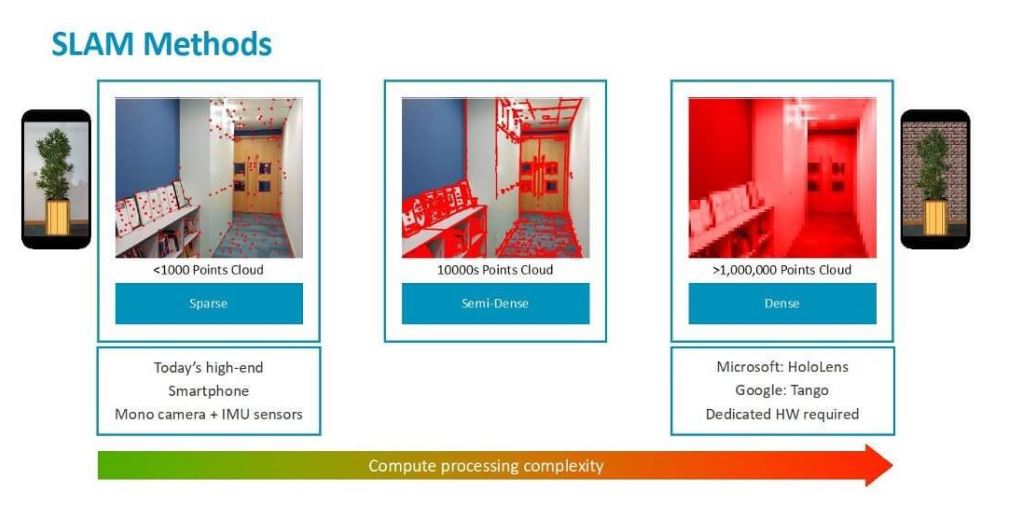 SLAM Methods
<1000 Points Cloud
Sparse
10000s Points Cloud
Semi-Dense
>1,000,000 Points Cloud
Dense
Today's high-end
Smartphone
Mono camera + IMU sensors
Microsoft: HoloLens
Google: Tango
Dedicated HW required
Compute processing complexity